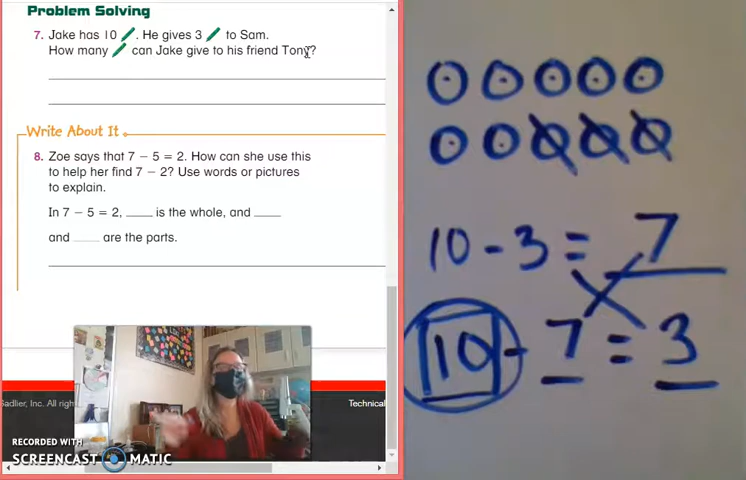 Problem Solving
7. Jake has 10 . He gives 3 to Sam.
How many can Jake give to his friend Tony?
Write About It
8. Zoe says that 7 − 5 = 2. How can she use this
to help her find 7 − 2? Use words or pictures
to explain.
In 7 − 5 = 2, ____ is the whole, and ____
and ____ are the parts.
10 - 3 = 7
10 - 7 = 3
Sadlier, Inc. All righ
Technical
RECORDED WITH
SCREENCAST MATIC